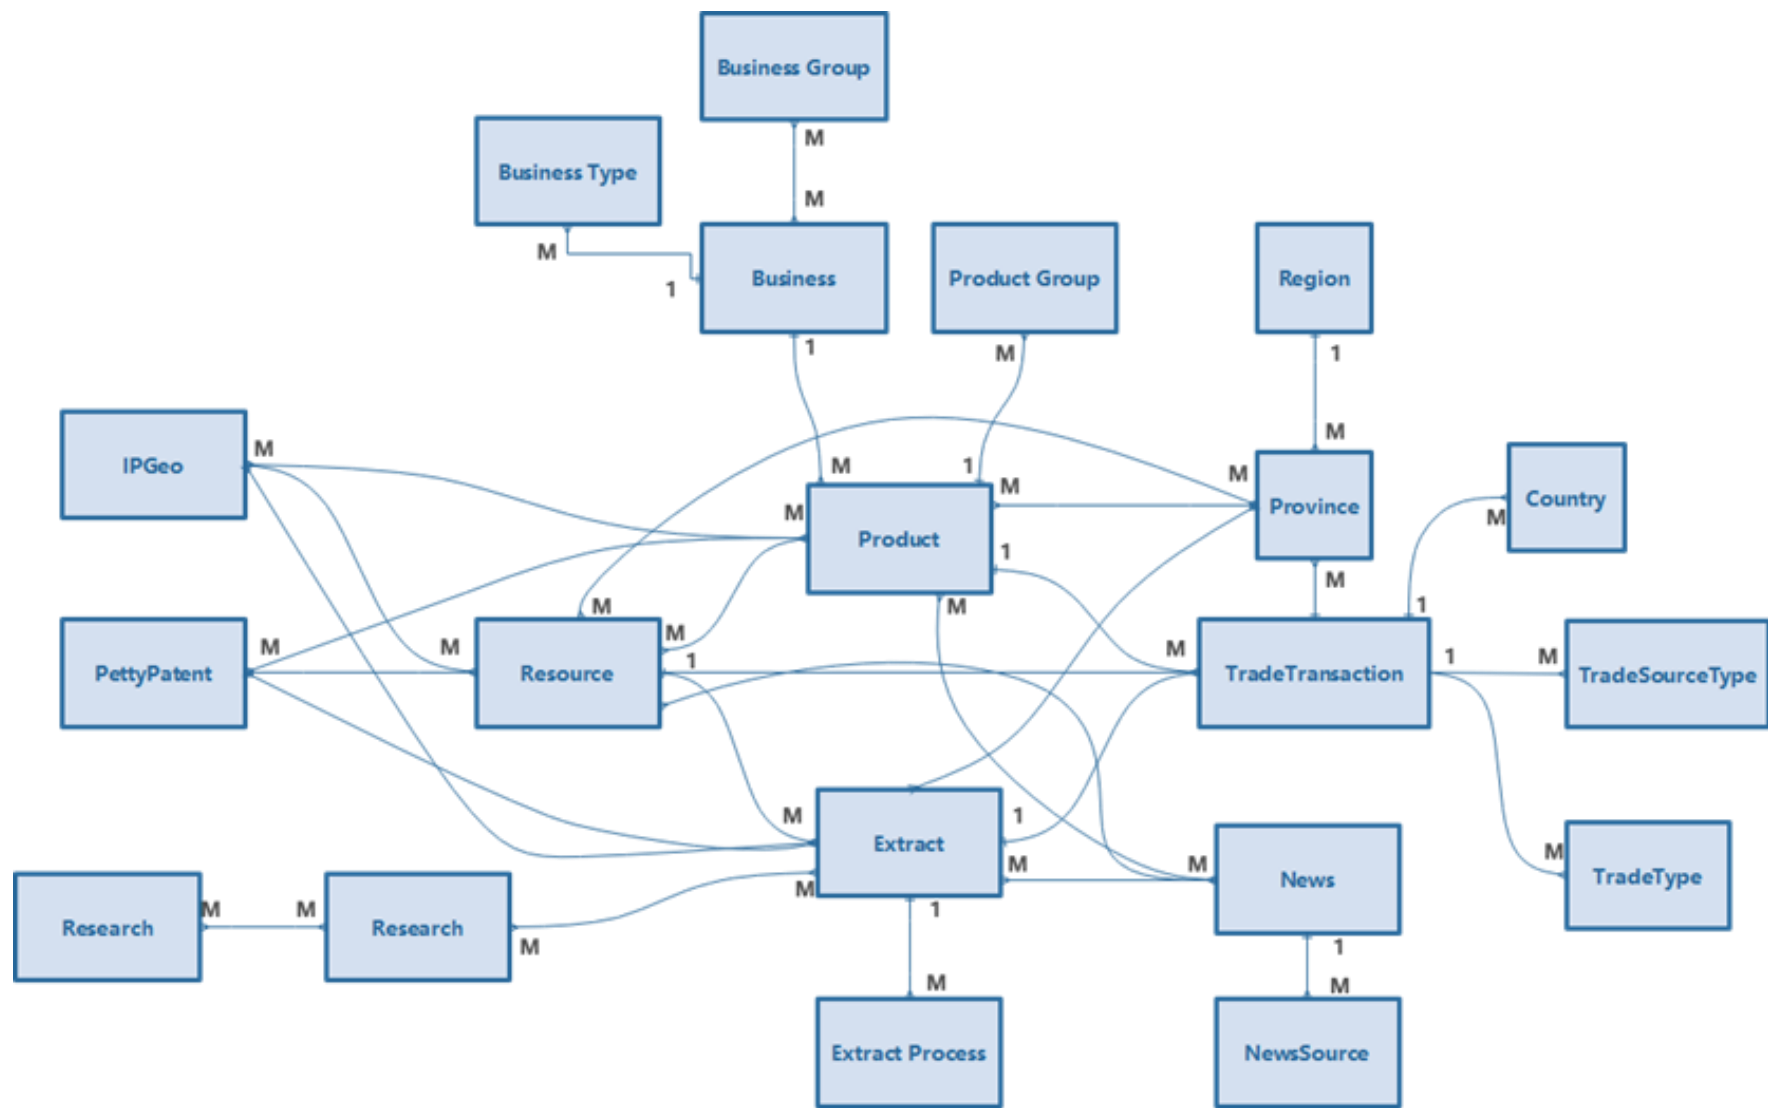 Business Group
M
Business Type
M
M
1
Business
Product Group
Region
1
M
1
M
M
IPGeo
M
1
M
M
M
Product
Province
M
Country
1
M
M
M
M
1
PettyPatent
M
M
Resource
M
1
M
TradeTransaction
1
M
TradeSourceType
M
Extract
1
M
M
M
News
M
TradeType
Research
M
M
Research
M
1
M
Extract Process
1
M
NewsSource